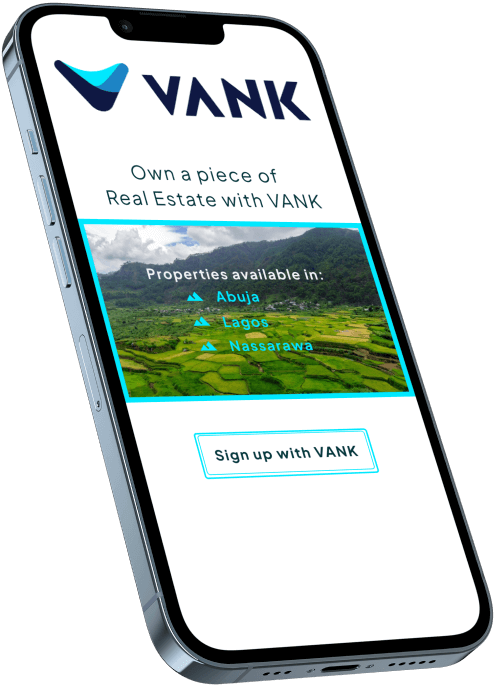 VANK
Own a piece of
Real Estate with VANK
Properties available in:
Abuja
Lagos
Nassarawa
Sign up with VANK